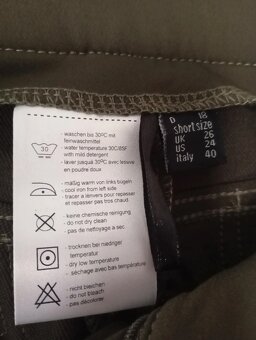 30
- waschen bis 30°C mit
feinwaschmittel
- water temperature 30C/85F
with mild detergent
- laver jusquà 30°C avec lessive
en poudre doux
- mäßig warm von links bugeln
- cool iron from left side
- tracer à l'envers pour repasser
et repasser pas trop chaud
- keine chemische reinigung
- do not dry clean
- pas de nettoyage a sec
- trocknen bei niedriger
temperatur
- dry low temperature
- séchage avec bas température
- nicht bleichen
- do not bleach
- pas décolorer
D 18
short size
UK 26
US 24
italy 40